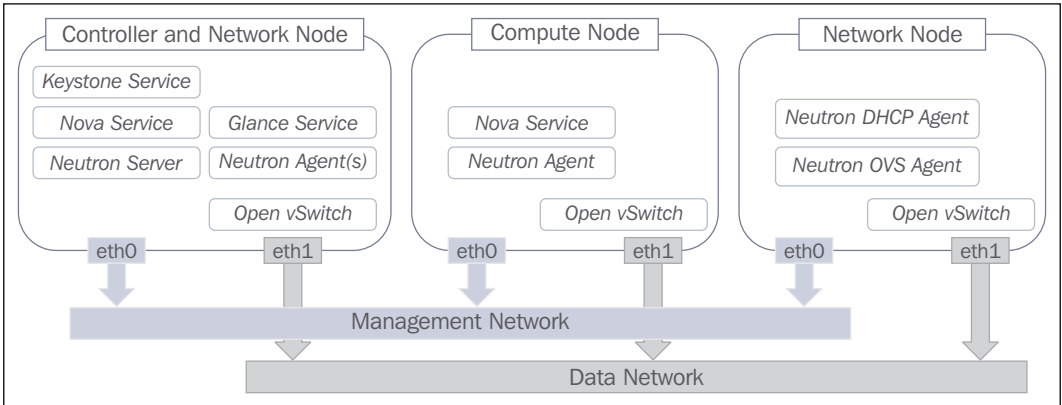 Controller and Network Node
Keystone Service
Nova Service
Glance Service
Neutron Server
Neutron Agent(s)
Open vSwitch
eth0
eth1
Compute Node
Nova Service
Neutron Agent
Open vSwitch
eth0
eth1
Network Node
Neutron DHCP Agent
Neutron OVS Agent
Open vSwitch
eth0
eth1
Management Network
Data Network